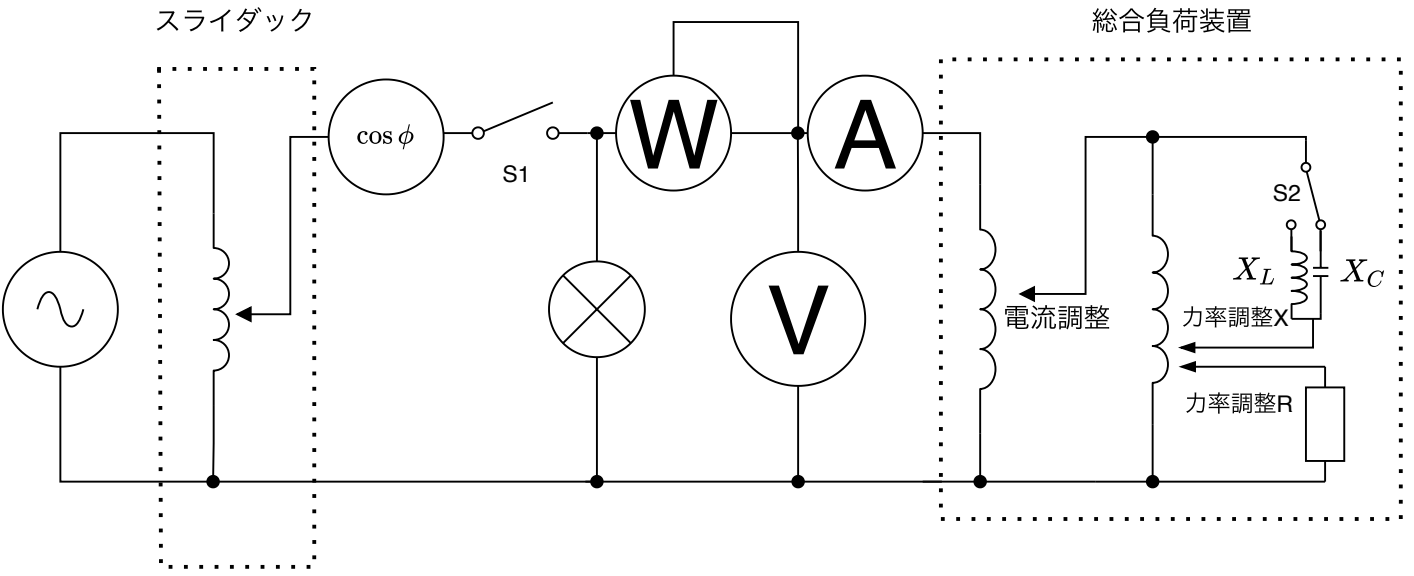 スライダック
総合負荷装置
cos ϕ
S1
W
A
V
S2
X_L
X_C
電流調整
力率調整X
力率調整R